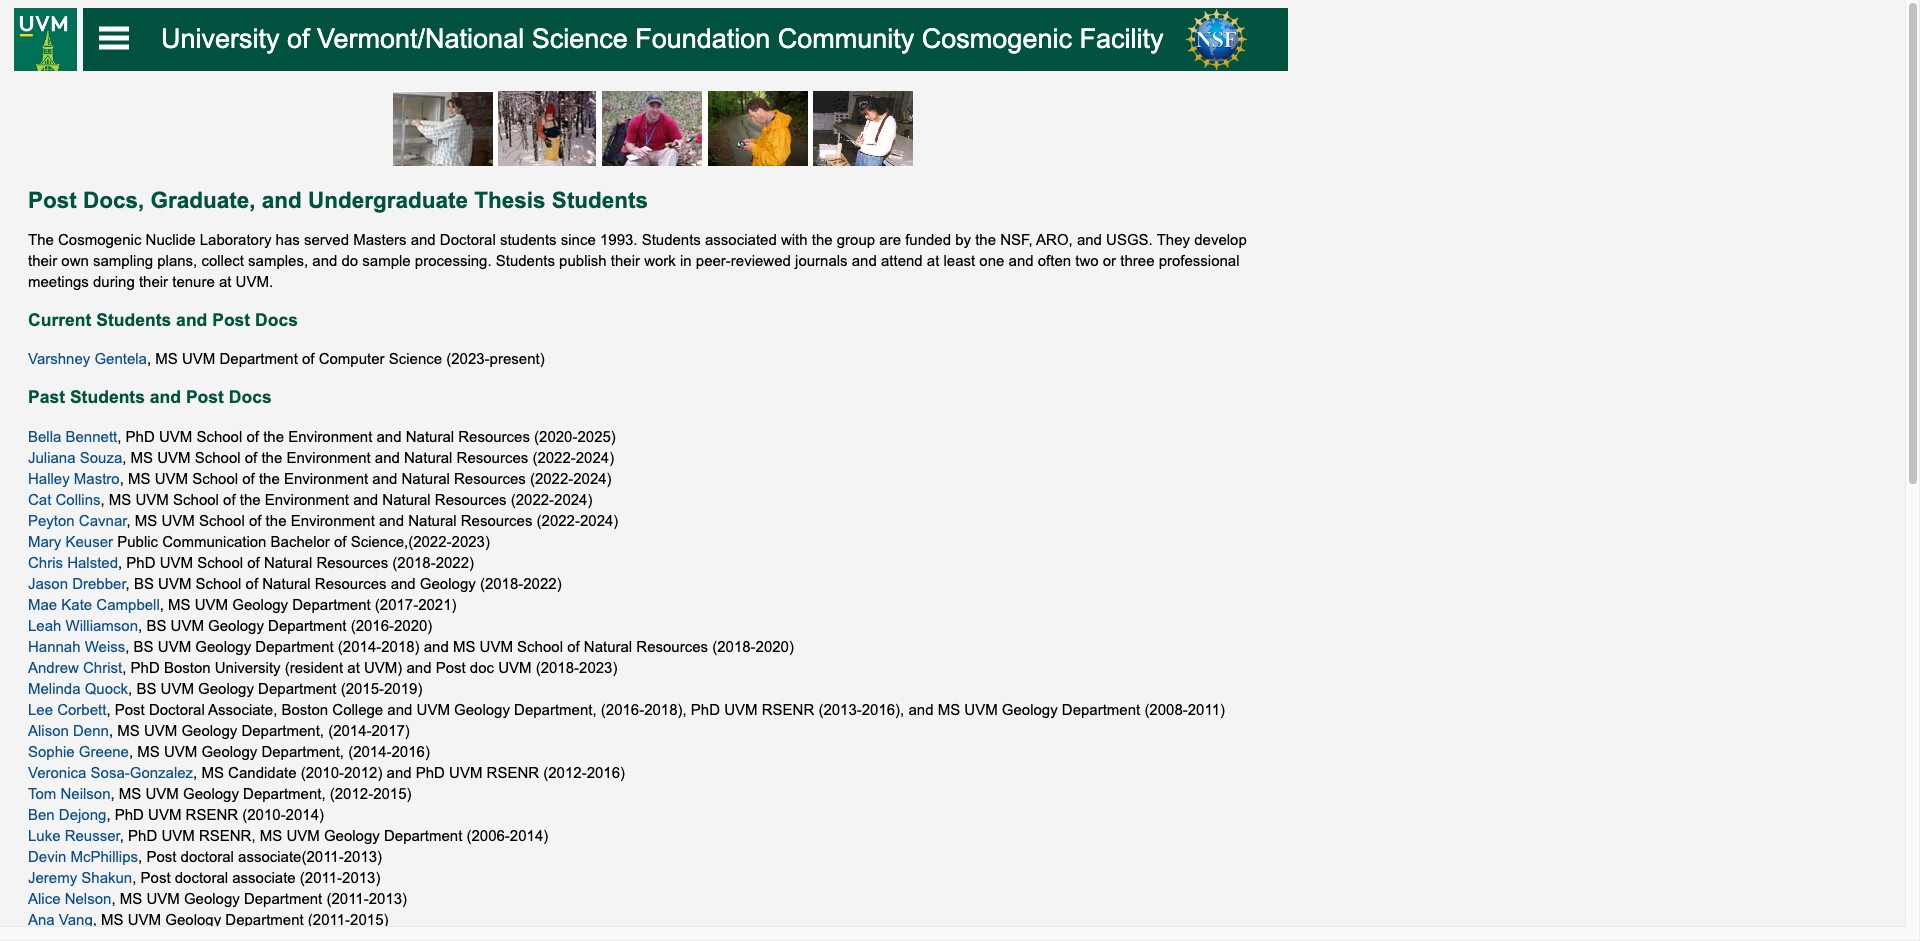 UVM
University of Vermont/National Science Foundation Community Cosmogenic Facility
NSF
Post Docs, Graduate, and Undergraduate Thesis Students
The Cosmogenic Nuclide Laboratory has served Masters and Doctoral students since 1993. Students associated with the group are funded by the NSF, ARO, and USGS. They develop
their own sampling plans, collect samples, and do sample processing. Students publish their work in peer-reviewed journals and attend at least one and often two or three professional
meetings during their tenure at UVM.
Current Students and Post Docs
Varshney Gentela, MS UVM Department of Computer Science (2023-present)
Past Students and Post Docs
Bella Bennett, PhD UVM School of the Environment and Natural Resources (2020-2025)
Juliana Souza, MS UVM School of the Environment and Natural Resources (2022-2024)
Halley Mastro, MS UVM School of the Environment and Natural Resources (2022-2024)
Cat Collins, MS UVM School of the Environment and Natural Resources (2022-2024)
Peyton Cavnar, MS UVM School of the Environment and Natural Resources (2022-2024)
Mary Keuser Public Communication Bachelor of Science,(2022-2023)
Chris Halsted, PhD UVM School of Natural Resources (2018-2022)
Jason Drebber, BS UVM School of Natural Resources and Geology (2018-2022)
Mae Kate Campbell, MS UVM Geology Department (2017-2021)
Leah Williamson, BS UVM Geology Department (2016-2020)
Hannah Weiss, BS UVM Geology Department (2014-2018) and MS UVM School of Natural Resources (2018-2020)
Andrew Christ, PhD Boston University (resident at UVM) and Post doc UVM (2018-2023)
Melinda Quock, BS UVM Geology Department (2015-2019)
Lee Corbett, Post Doctoral Associate, Boston College and UVM Geology Department, (2016-2018), PhD UVM RSENR (2013-2016), and MS UVM Geology Department (2008-2011)
Alison Denn, MS UVM Geology Department, (2014-2017)
Sophie Greene, MS UVM Geology Department, (2014-2016)
Veronica Sosa-Gonzalez, MS Candidate (2010-2012) and PhD UVM RSENR (2012-2016)
Tom Neilson, MS UVM Geology Department, (2012-2015)
Ben Dejong, PhD UVM RSENR (2010-2014)
Luke Reusser, PhD UVM RSENR, MS UVM Geology Department (2006-2014)
Devin McPhillips, Post doctoral associate(2011-2013)
Jeremy Shakun, Post doctoral associate (2011-2013)
Alice Nelson, MS UVM Geology Department (2011-2013)
Ana Vang, MS UVM Geology Department (2011-2015)